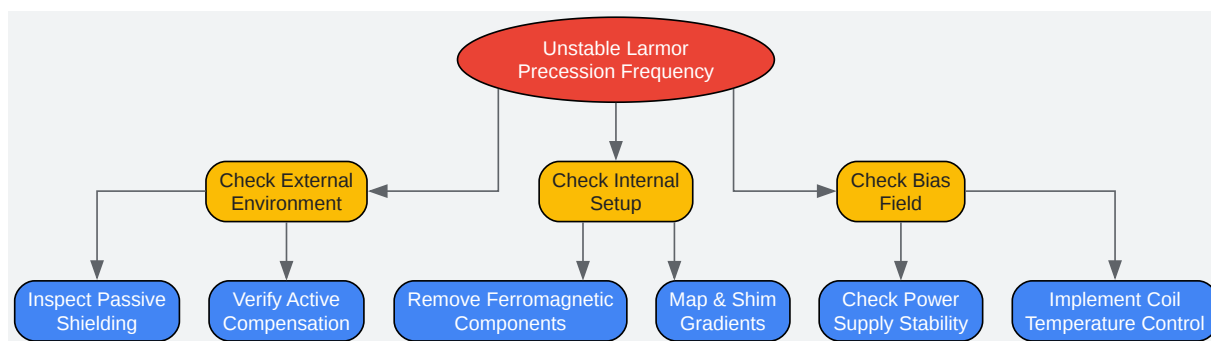 Unstable Larmor
Precession Frequency
Check External
Environment
Check Internal
Setup
Check Bias
Field
Inspect Passive
Shielding
Verify Active
Compensation
Remove Ferromagnetic
Components
Map & Shim
Gradients
Check Power
Supply Stability
Implement Coil
Temperature Control